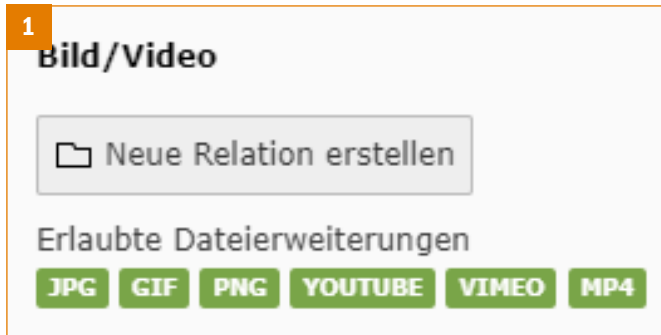 1
Bild/Video
Neue Relation erstellen
Erlaubte Dateierweiterungen
JPG GIF PNG YOUTUBE VIMEO MP4